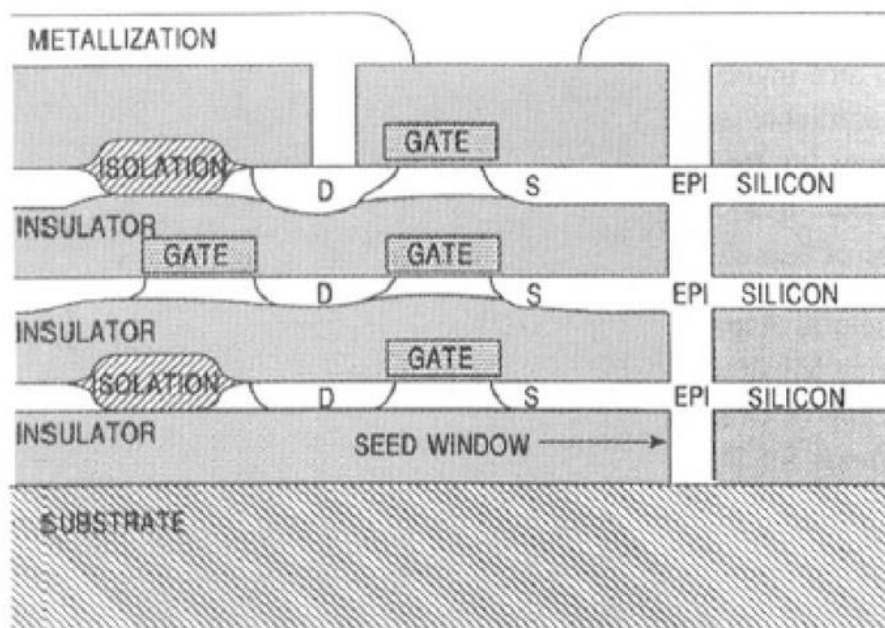 METALLIZATION
GATE
ISOLATION
D S EPI SILICON
INSULATOR
GATE GATE
D S EPI SILICON
INSULATOR
GATE
ISOLATION
D S EPI SILICON
INSULATOR
SEED WINDOW
SUBSTRATE